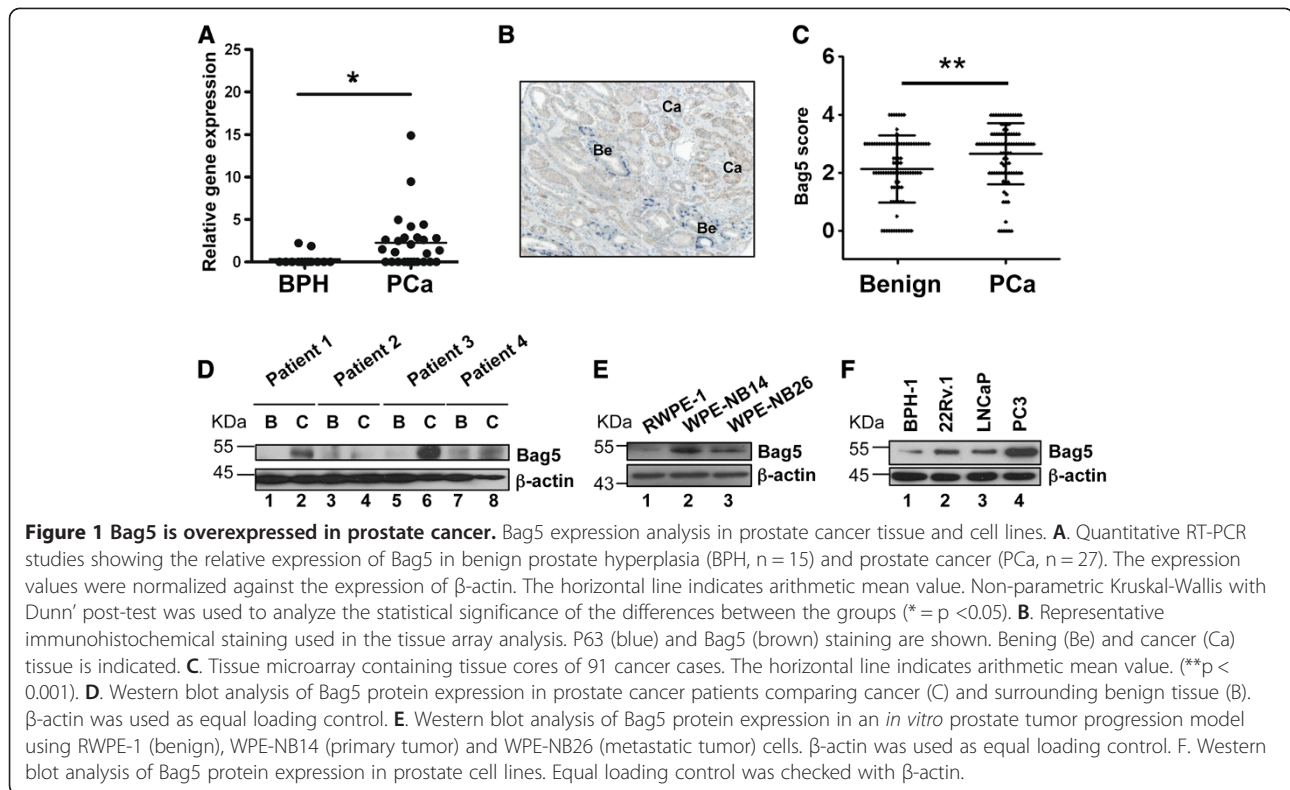 A
25
20
15
10
5
0
Relative gene expression
*
BPH
PCa
B
Ca
Be
Ca
Be
C
6
4
2
0
Bag5 score
**
Benign
PCa
D
Patient 1
Patient 2
Patient 3
Patient 4
KDa
B C B C B C B C
55
45
Bag5
β-actin
1 2 3 4 5 6 7 8
E
RWPE-1
WPE-NB14
WPE-NB26
KDa
55
43
Bag5
β-actin
1 2 3
F
BPH-1
22Rv.1
LNCaP
PC3
KDa
55
45
Bag5
β-actin
1 2 3 4
Figure 1 Bag5 is overexpressed in prostate cancer. Bag5 expression analysis in prostate cancer tissue and cell lines. A. Quantitative RT-PCR
studies showing the relative expression of Bag5 in benign prostate hyperplasia (BPH, n = 15) and prostate cancer (PCa, n = 27). The expression
values were normalized against the expression of β-actin. The horizontal line indicates arithmetic mean value. Non-parametric Kruskal-Wallis with
Dunn’ post-test was used to analyze the statistical significance of the differences between the groups (* = p <0.05). B. Representative
immunohistochemical staining used in the tissue array analysis. P63 (blue) and Bag5 (brown) staining are shown. Bening (Be) and cancer (Ca)
tissue is indicated. C. Tissue microarray containing tissue cores of 91 cancer cases. The horizontal line indicates arithmetic mean value. (**p <
0.001). D. Western blot analysis of Bag5 protein expression in prostate cancer patients comparing cancer (C) and surrounding benign tissue (B).
β-actin was used as equal loading control. E. Western blot analysis of Bag5 protein expression in an in vitro prostate tumor progression model
using RWPE-1 (benign), WPE-NB14 (primary tumor) and WPE-NB26 (metastatic tumor) cells. β-actin was used as equal loading control. F. Western
blot analysis of Bag5 protein expression in prostate cell lines. Equal loading control was checked with β-actin.